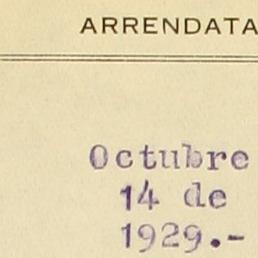 ARRENDATA
Octubre
14 de
1929.-